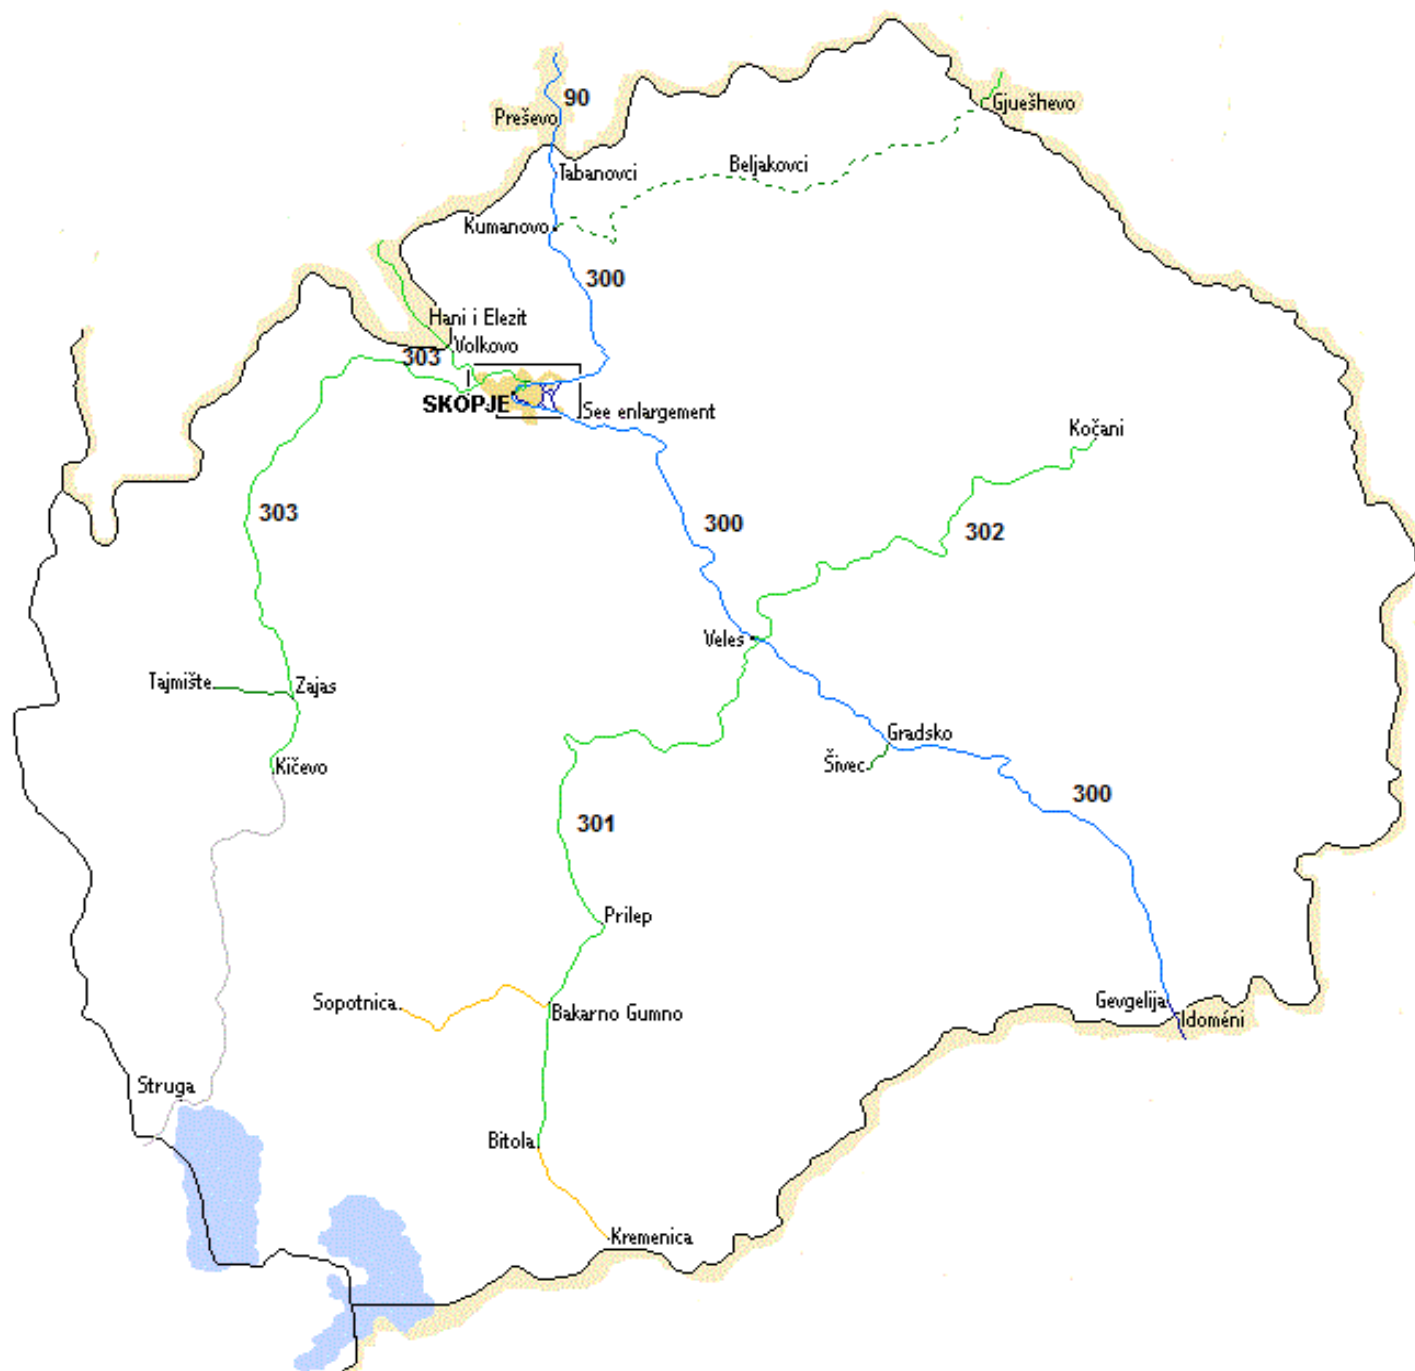 90
Gjuešhevo
Preševo
Beljakovci
Tabanovci
Kumanovo
300
Hani i Elezit
Volkovo
303
SKOPJE
See enlargement
Kočani
303
300
302
Veles
Tajmište
Zajas
Gradsko
Kičevo
Šivec
300
301
Prilep
Sopotnica
Bakarno Gumno
Gevgelija
Idoméni
Struga
Bitola
Kremenica